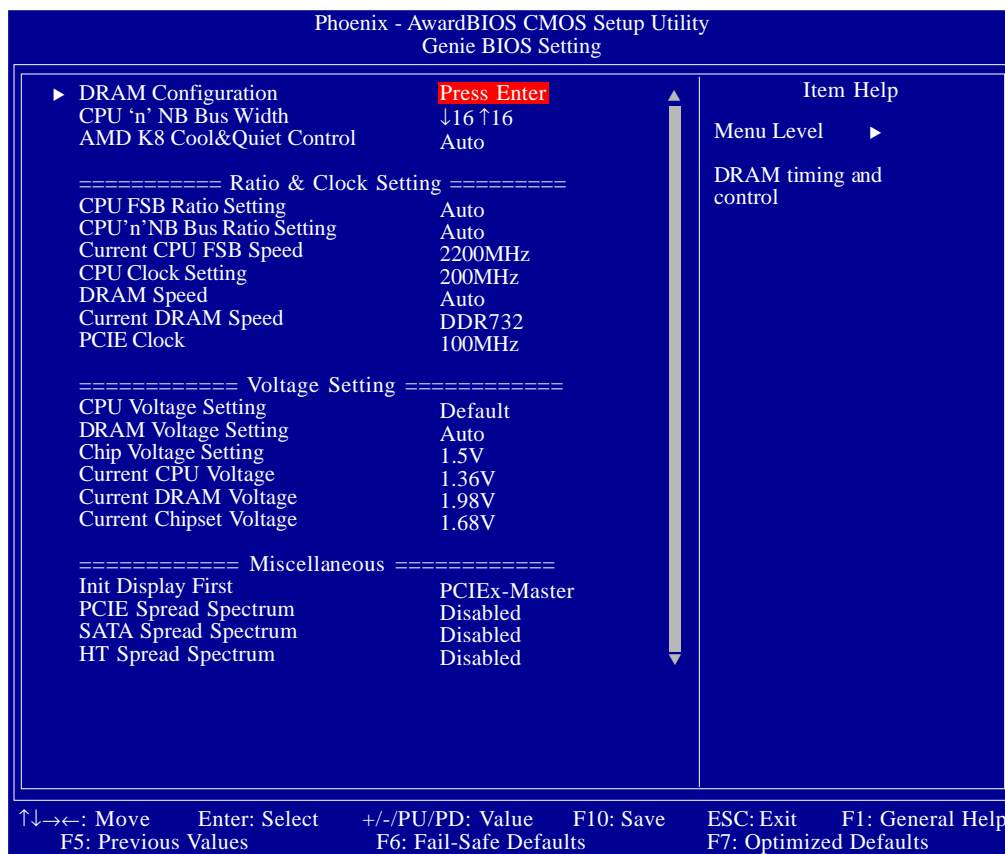 Phoenix - AwardBIOS CMOS Setup Utility
Genie BIOS Setting
▶ DRAM Configuration Press Enter
CPU ‘n’ NB Bus Width ↓16 ↑16
AMD K8 Cool&Quiet Control Auto
=========== Ratio & Clock Setting =========
CPU FSB Ratio Setting Auto
CPU’n’NB Bus Ratio Setting Auto
Current CPU FSB Speed 2200MHz
CPU Clock Setting 200MHz
DRAM Speed Auto
Current DRAM Speed DDR732
PCIE Clock 100MHz
============ Voltage Setting ============
CPU Voltage Setting Default
DRAM Voltage Setting Auto
Chip Voltage Setting 1.5V
Current CPU Voltage 1.36V
Current DRAM Voltage 1.98V
Current Chipset Voltage 1.68V
============ Miscellaneous ============
Init Display First PCIEx-Master
PCIE Spread Spectrum Disabled
SATA Spread Spectrum Disabled
HT Spread Spectrum Disabled
Item Help
Menu Level ▶
DRAM timing and
control
↑↓→←: Move Enter: Select +/-/PU/PD: Value F10: Save ESC: Exit F1: General Help
F5: Previous Values F6: Fail-Safe Defaults F7: Optimized Defaults